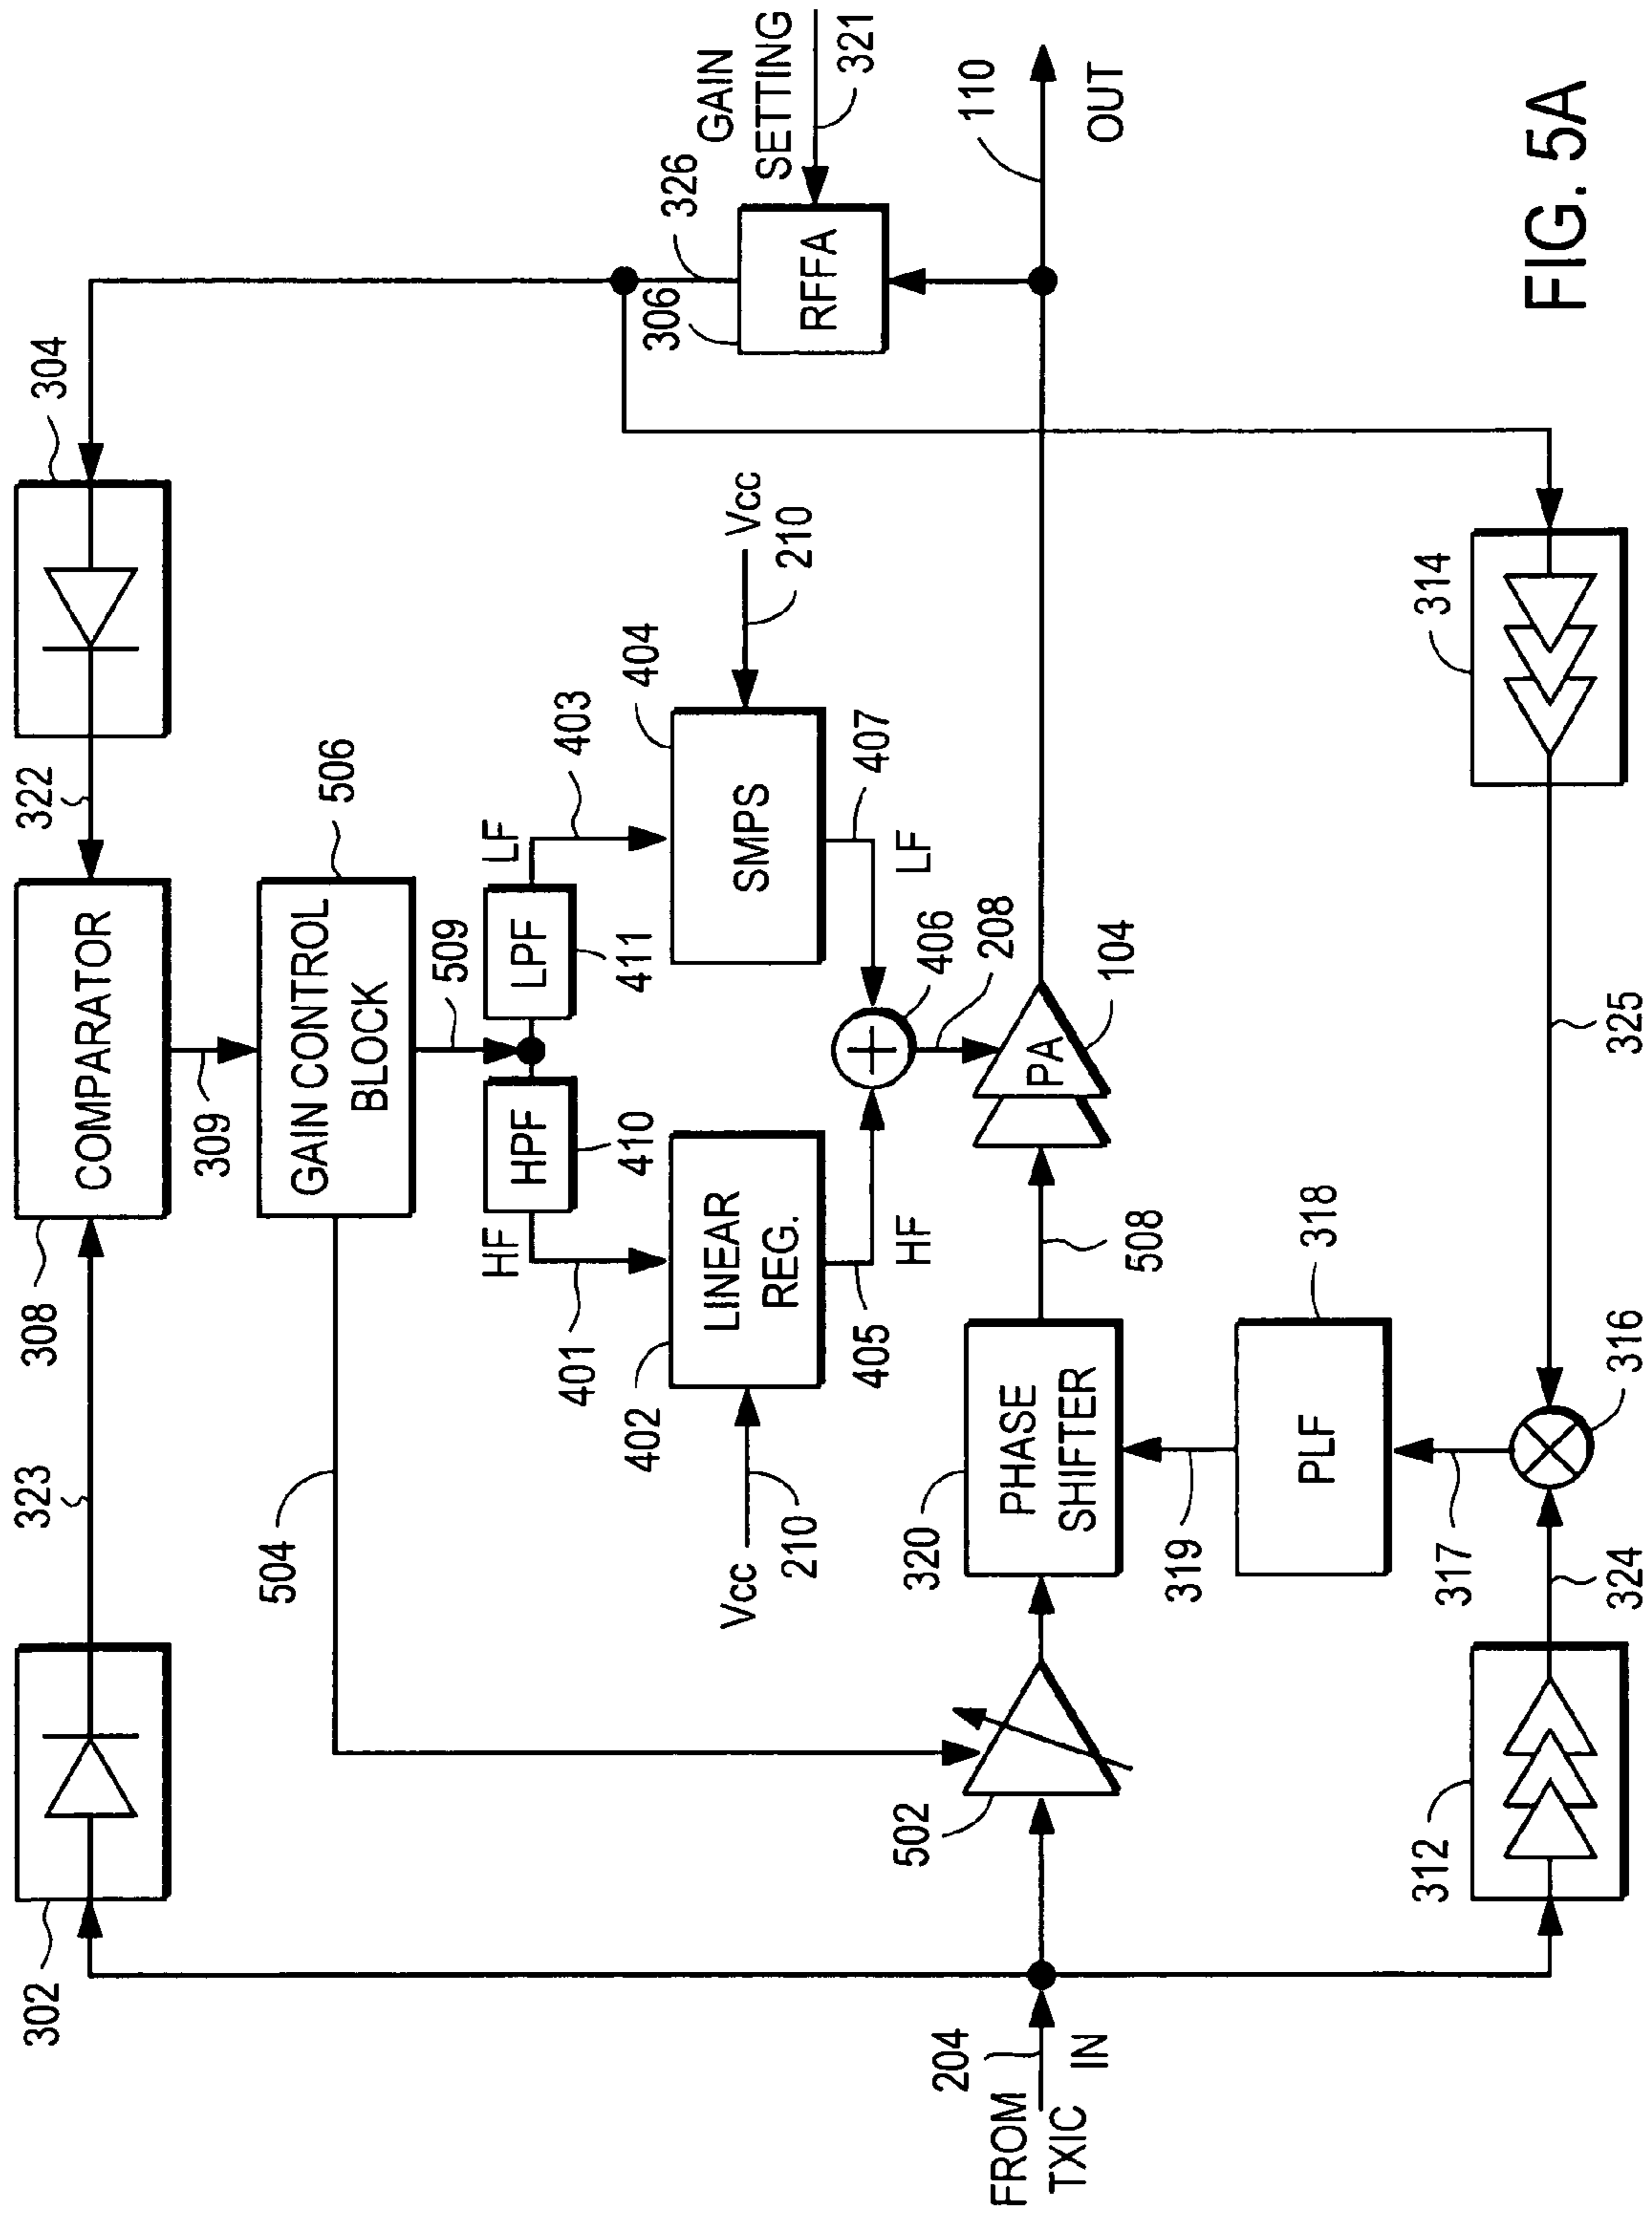 302
323
308
COMPARATOR
322
304
309
504
GAIN CONTROL
BLOCK
506
509
HF
HPF
410
LPF
411
LF
401
403
402
LINEAR
REG.
Vcc
210
404
SMPS
Vcc
210
405
HF
407
LF
406
208
326
306
RFFA
GAIN
SETTING
321
FROM
TXIC
204
IN
502
320
PHASE
SHIFTER
508
PA
104
110
OUT
319
PLF
318
317
312
324
316
325
314
FIG. 5A